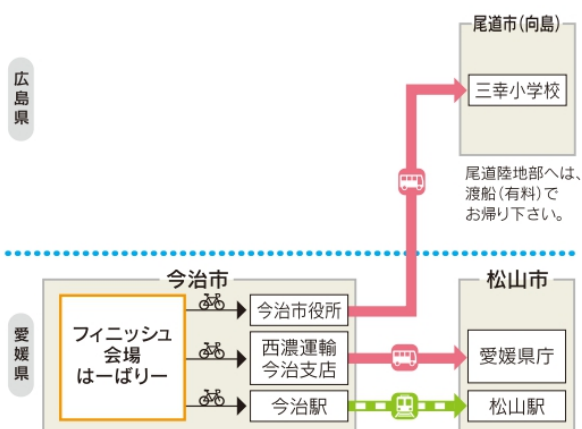 尾道市(向島)
広島県
三幸小学校
尾道陸地部へは、
渡船(有料)で
お帰り下さい。
今治市
松山市
愛媛県
フィニッシュ
会場
はーばりー
今治市役所
西濃運輸
今治支店
愛媛県庁
今治駅
松山駅